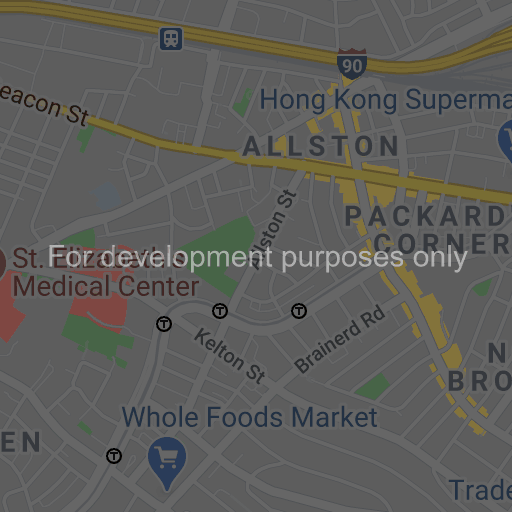 90
eacon St
Hong Kong Superma
ALLSTON
Allston St
PACKARD
CORNER
For development purposes only
St. Elizabeth's
Medical Center
T
T
T
Kelton St
Brainerd Rd
N
BRO
Whole Foods Market
EN
T
Trade